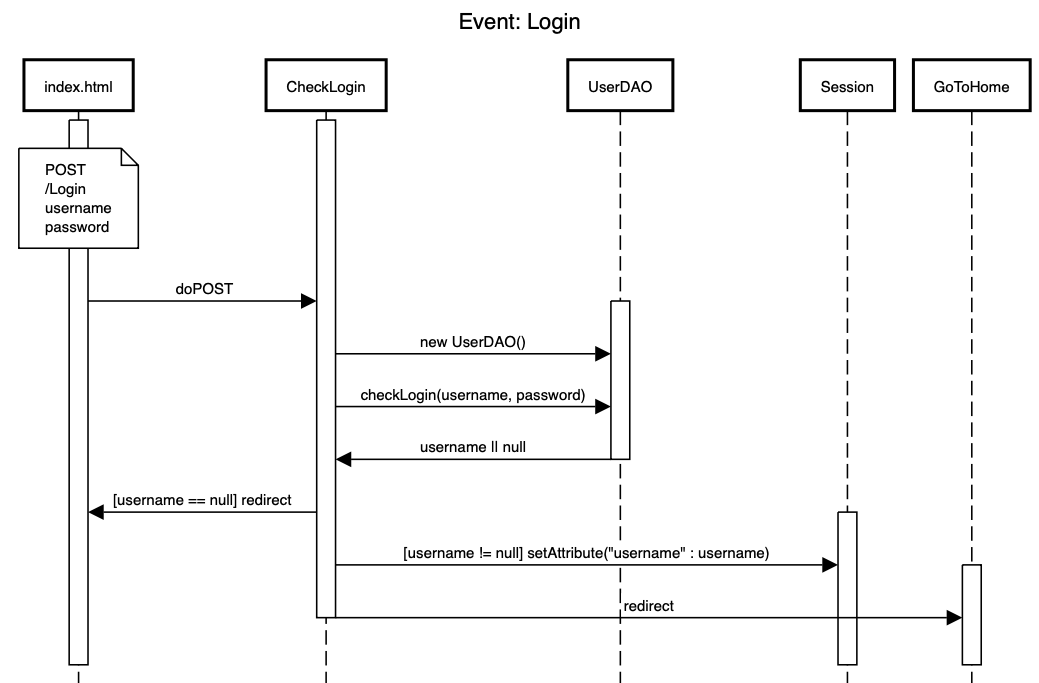 Event: Login
index.html
CheckLogin
UserDAO
Session
GoToHome
POST
/Login
username
password
doPOST
new UserDAO()
checkLogin(username, password)
username || null
[username == null] redirect
[username != null] setAttribute("username" : username)
redirect